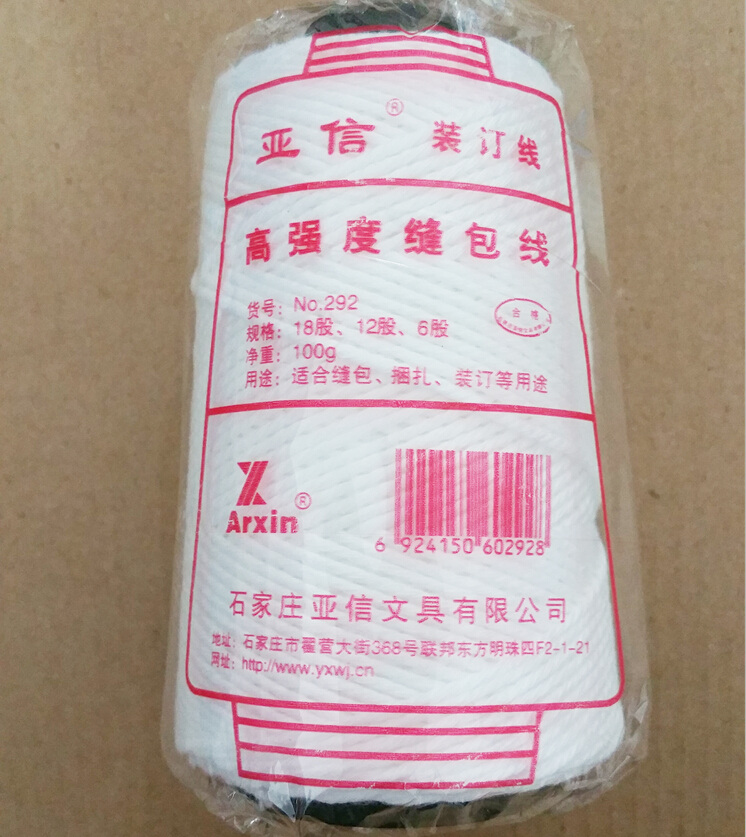 亚信® 装订线
高强度缝包线
货号：No.292
规格：18股、12股、6股
净重：100g
用途：适合缝包、捆扎、装订等用途
合格
Arxin®
6 924150 602928
石家庄亚信文具有限公司
地址：石家庄市翟营大街368号联邦东方明珠四F2-1-21
网址：http://www.yxwj.cn